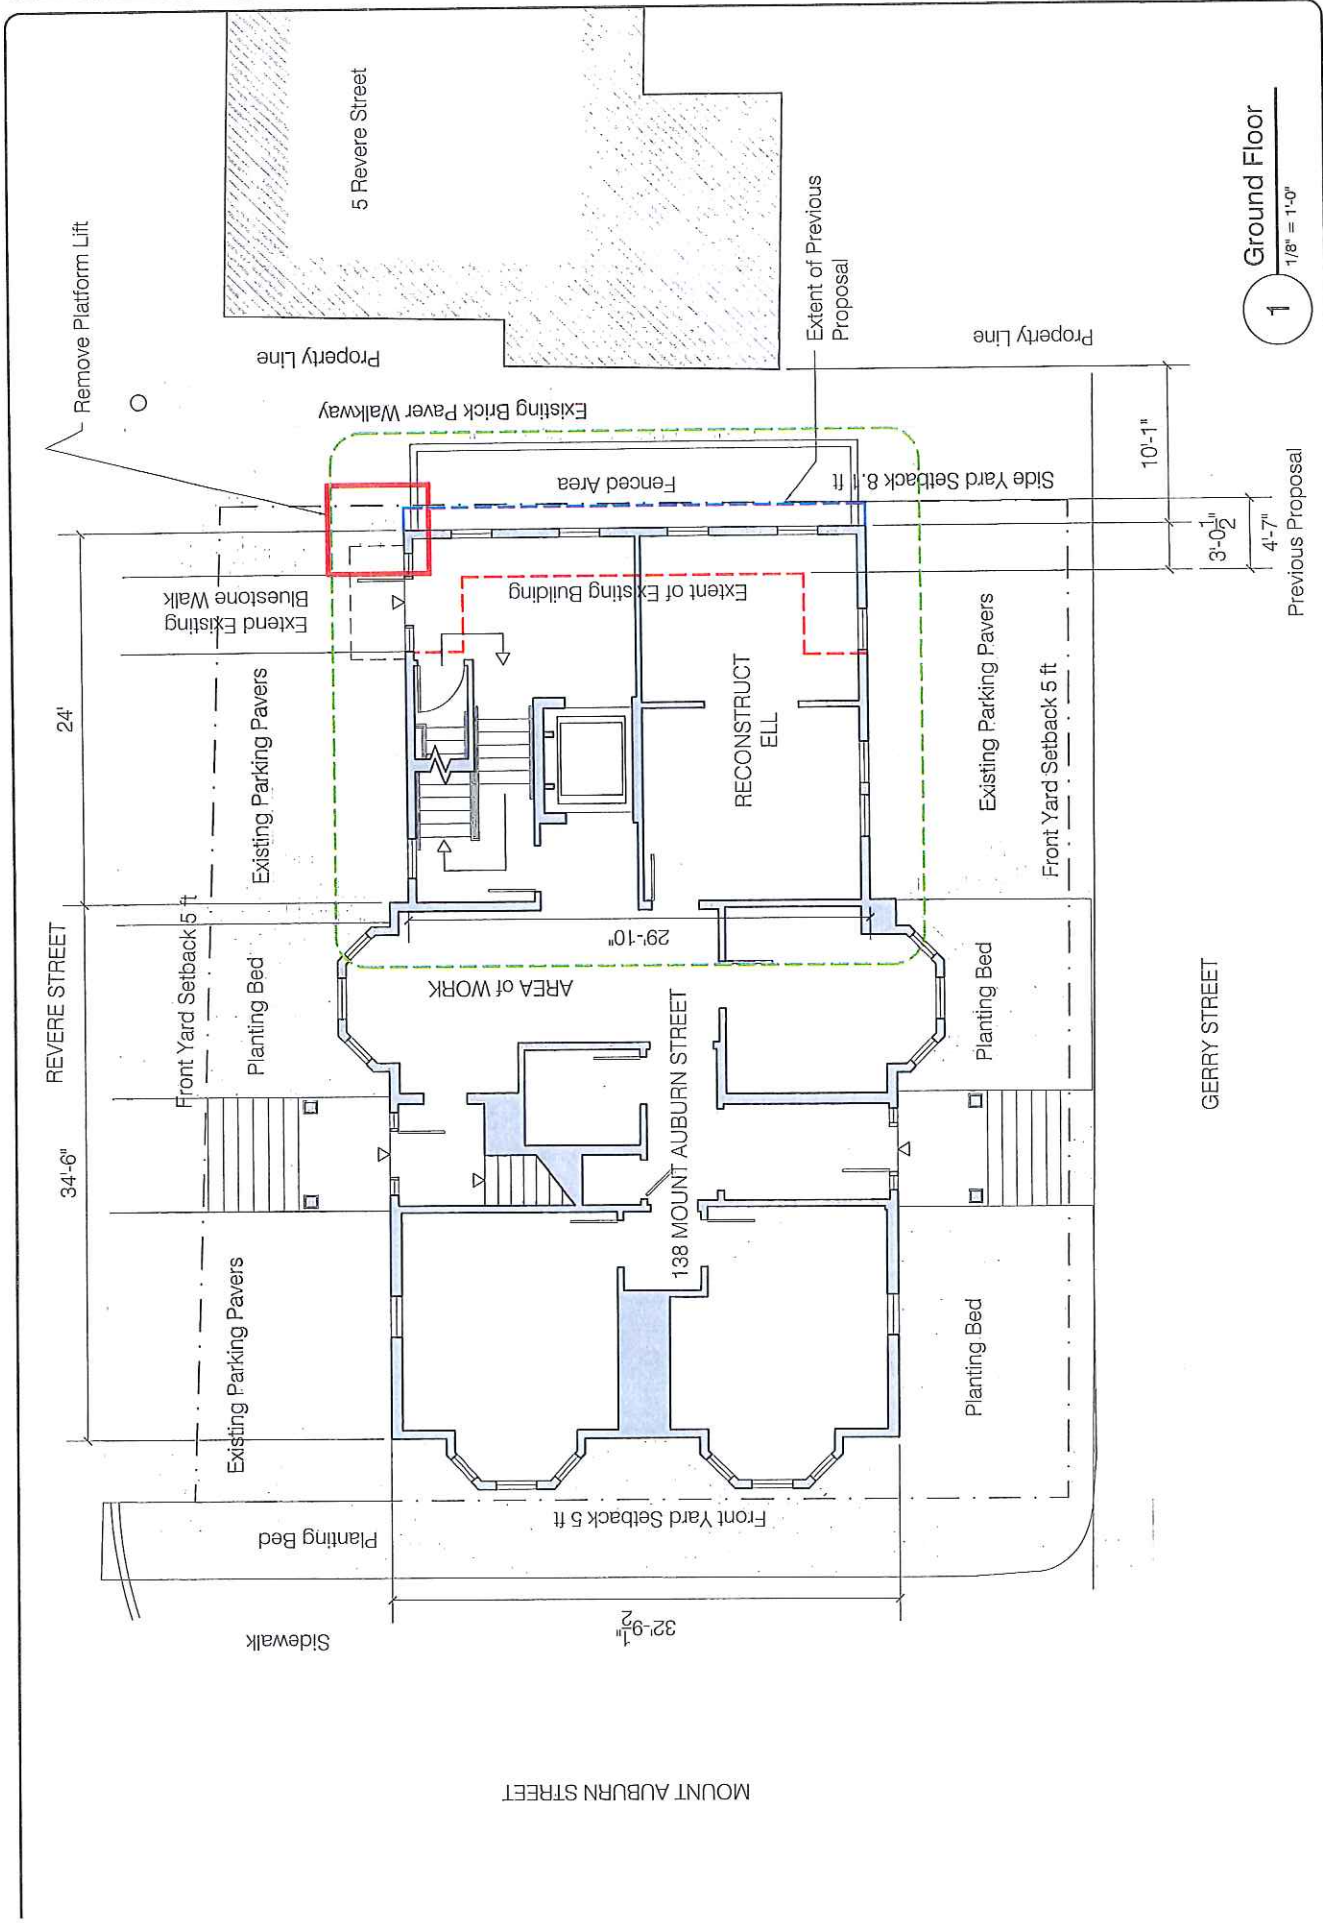 Remove Platform Lift
5 Revere Street
Property Line
Existing Brick Paver Walkway
Extent of Previous
Proposal
Property Line
Ground Floor
1/8" = 1'-0"
1
Fenced Area
Side Yard Setback 8.1 ft
10'-1"
3'-0 1/2"
4'-7"
Previous Proposal
24'
Extend Existing
Bluestone Walk
Extent of Existing Building
Existing Parking Pavers
RECONSTRUCT
ELL
Existing Parking Pavers
Front Yard Setback 5 ft
REVERE STREET
Front Yard Setback 5 ft
Planting Bed
29'-10"
AREA of WORK
Planting Bed
GERRY STREET
34'-6"
138 MOUNT AUBURN STREET
Existing Parking Pavers
Planting Bed
Planting Bed
Front Yard Setback 5 ft
Sidewalk
32'-9 1/2"
MOUNT AUBURN STREET